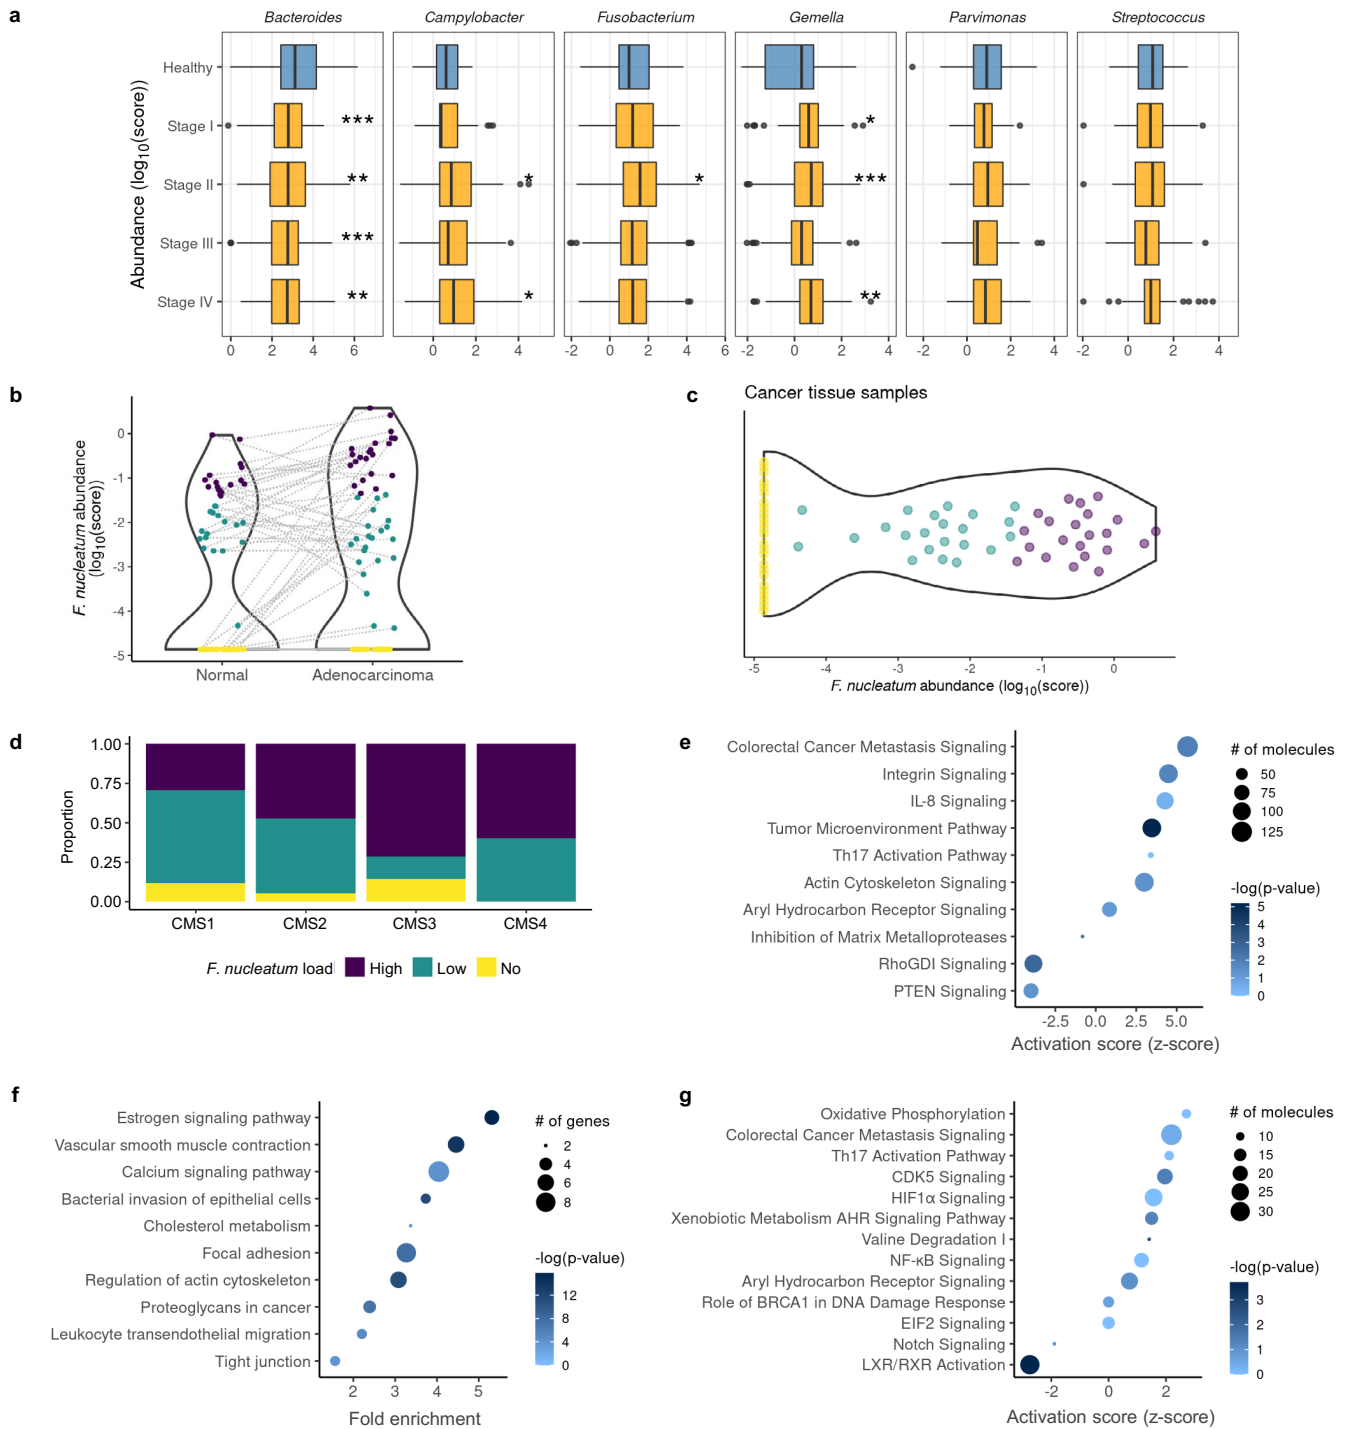 a
Bacteroides Campylobacter Fusobacterium Gemella Parvimonas Streptococcus
Abundance (log10(score))
Healthy
Stage I *** *
Stage II ** * * ***
Stage III ***
Stage IV ** * **
0 2 4 6 0 2 4 -2 0 2 4 6 -2 0 2 4 -2 0 2 4 -2 0 2 4
b
F. nucleatum abundance
(log10(score))
0
-1
-2
-3
-4
-5
Normal Adenocarcinoma
c
Cancer tissue samples
-5 -4 -3 -2 -1 0
F. nucleatum abundance (log10(score))
d
Proportion
1.00
0.75
0.50
0.25
0.00
CMS1 CMS2 CMS3 CMS4
F. nucleatum load High Low No
e
Colorectal Cancer Metastasis Signaling
Integrin Signaling
IL-8 Signaling
Tumor Microenvironment Pathway
Th17 Activation Pathway
Actin Cytoskeleton Signaling
Aryl Hydrocarbon Receptor Signaling
Inhibition of Matrix Metalloproteases
RhoGDI Signaling
PTEN Signaling
-2.5 0.0 2.5 5.0
Activation score (z-score)
# of molecules
50
75
100
125
-log(p-value)
5
4
3
2
1
0
f
Estrogen signaling pathway
Vascular smooth muscle contraction
Calcium signaling pathway
Bacterial invasion of epithelial cells
Cholesterol metabolism
Focal adhesion
Regulation of actin cytoskeleton
Proteoglycans in cancer
Leukocyte transendothelial migration
Tight junction
2 3 4 5
Fold enrichment
# of genes
2
4
6
8
-log(p-value)
12
8
4
0
g
Oxidative Phosphorylation
Colorectal Cancer Metastasis Signaling
Th17 Activation Pathway
CDK5 Signaling
HIF1α Signaling
Xenobiotic Metabolism AHR Signaling Pathway
Valine Degradation I
NF-κB Signaling
Aryl Hydrocarbon Receptor Signaling
Role of BRCA1 in DNA Damage Response
EIF2 Signaling
Notch Signaling
LXR/RXR Activation
-2 0 2
Activation score (z-score)
# of molecules
10
15
20
25
30
-log(p-value)
3
2
1
0